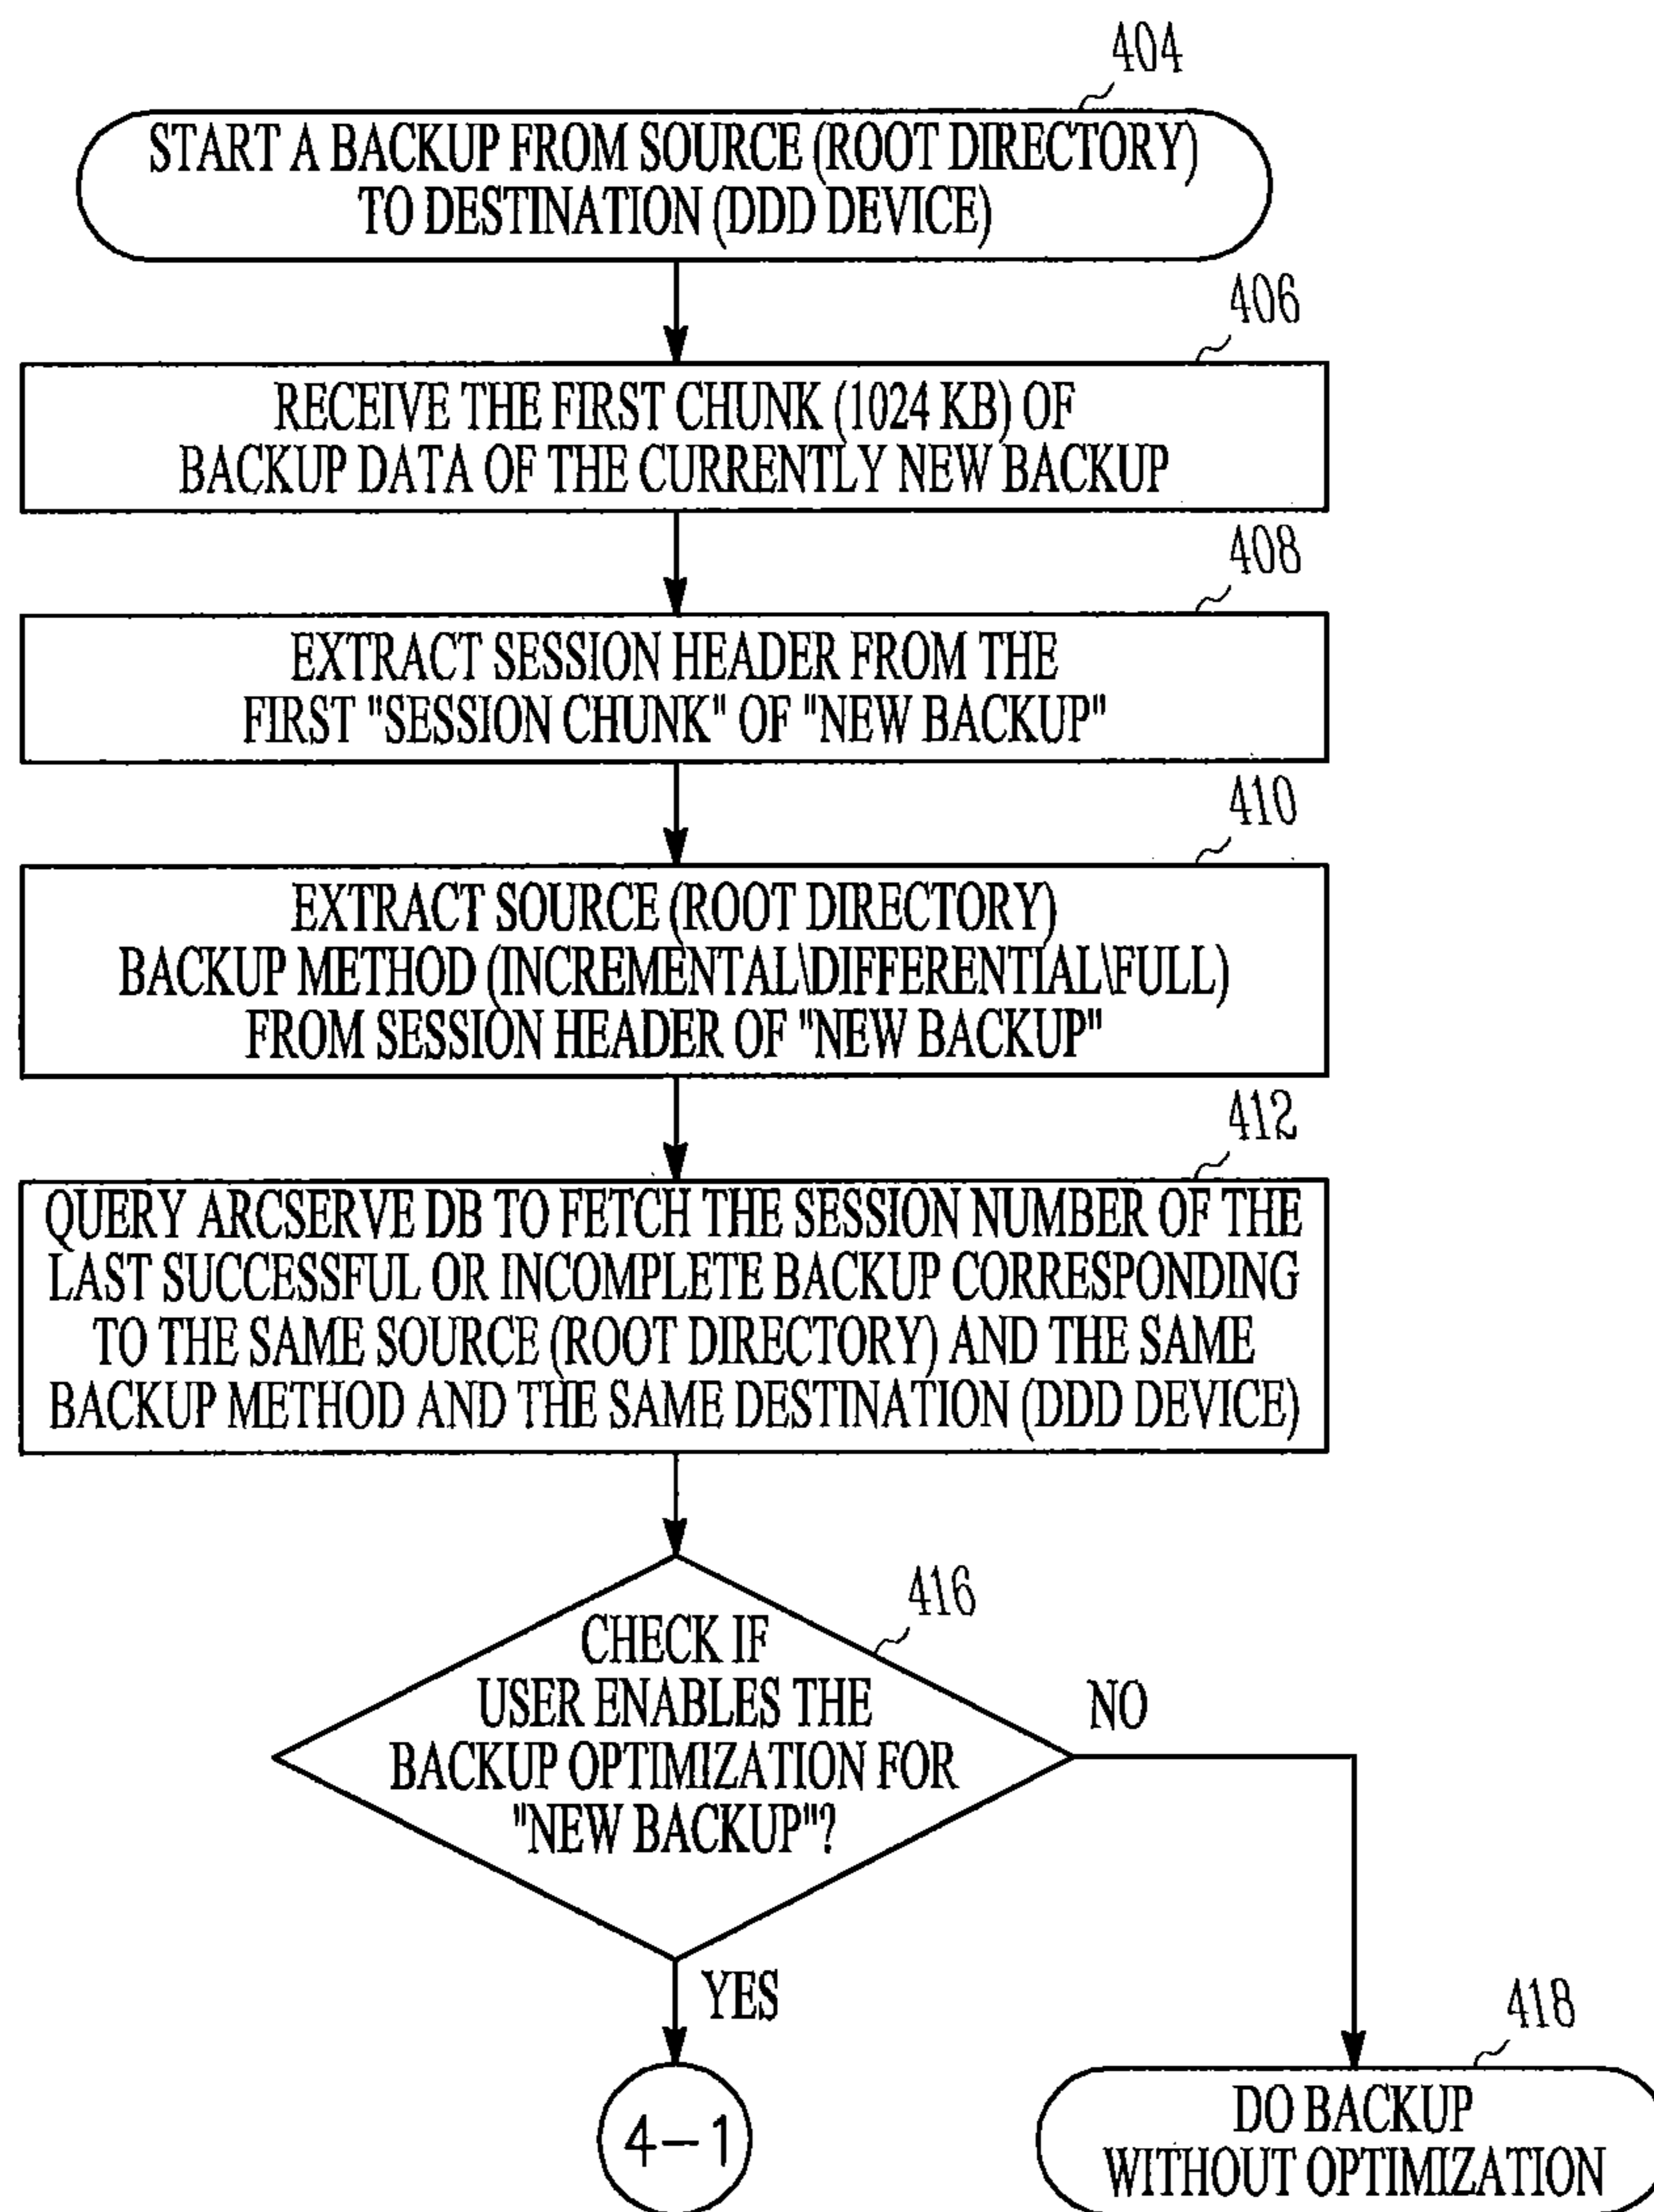 404
START A BACKUP FROM SOURCE (ROOT DIRECTORY)
TO DESTINATION (DDD DEVICE)
406
RECEIVE THE FIRST CHUNK (1024 KB) OF
BACKUP DATA OF THE CURRENTLY NEW BACKUP
408
EXTRACT SESSION HEADER FROM THE
FIRST "SESSION CHUNK" OF "NEW BACKUP"
410
EXTRACT SOURCE (ROOT DIRECTORY)
BACKUP METHOD (INCREMENTAL\DIFFERENTIAL\FULL)
FROM SESSION HEADER OF "NEW BACKUP"
412
QUERY ARCSERVE DB TO FETCH THE SESSION NUMBER OF THE
LAST SUCCESSFUL OR INCOMPLETE BACKUP CORRESPONDING
TO THE SAME SOURCE (ROOT DIRECTORY) AND THE SAME
BACKUP METHOD AND THE SAME DESTINATION (DDD DEVICE)
416
CHECK IF
USER ENABLES THE
BACKUP OPTIMIZATION FOR
"NEW BACKUP"?
NO
YES
418
4-1
DO BACKUP
WITHOUT OPTIMIZATION